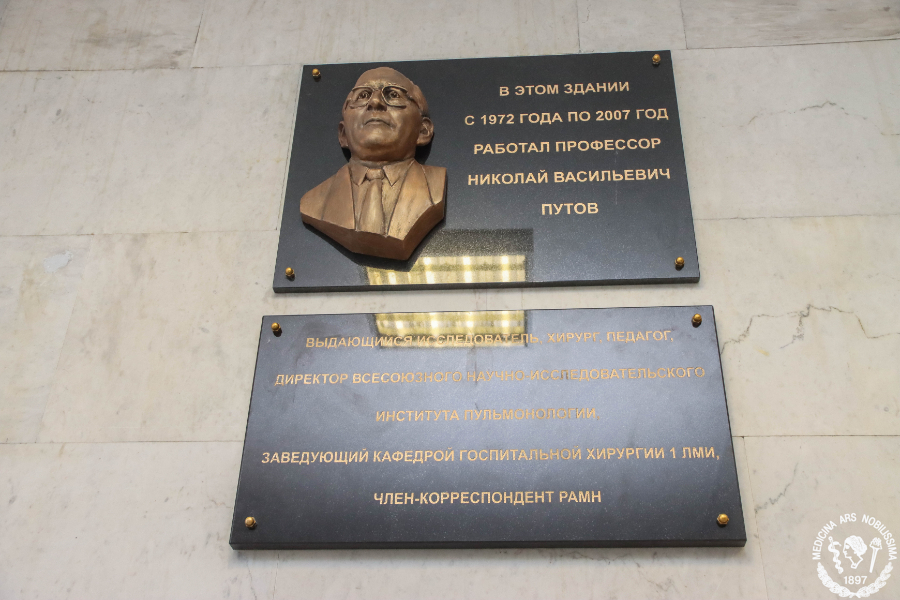 В ЭТОМ ЗДАНИИ
С 1972 ГОДА ПО 2007 ГОД
РАБОТАЛ ПРОФЕССОР
НИКОЛАЙ ВАСИЛЬЕВИЧ
ПУТОВ
ВЫДАЮЩИЙСЯ ИССЛЕДОВАТЕЛЬ, ХИРУРГ, ПЕДАГОГ,
ДИРЕКТОР ВСЕСОЮЗНОГО НАУЧНО-ИССЛЕДОВАТЕЛЬСКОГО
ИНСТИТУТА ПУЛЬМОНОЛОГИИ,
ЗАВЕДУЮЩИЙ КАФЕДРОЙ ГОСПИТАЛЬНОЙ ХИРУРГИИ 1 ЛМИ,
ЧЛЕН-КОРРЕСПОНДЕНТ РАМН
MEDICINA ARS NOBILISSIMA
1897